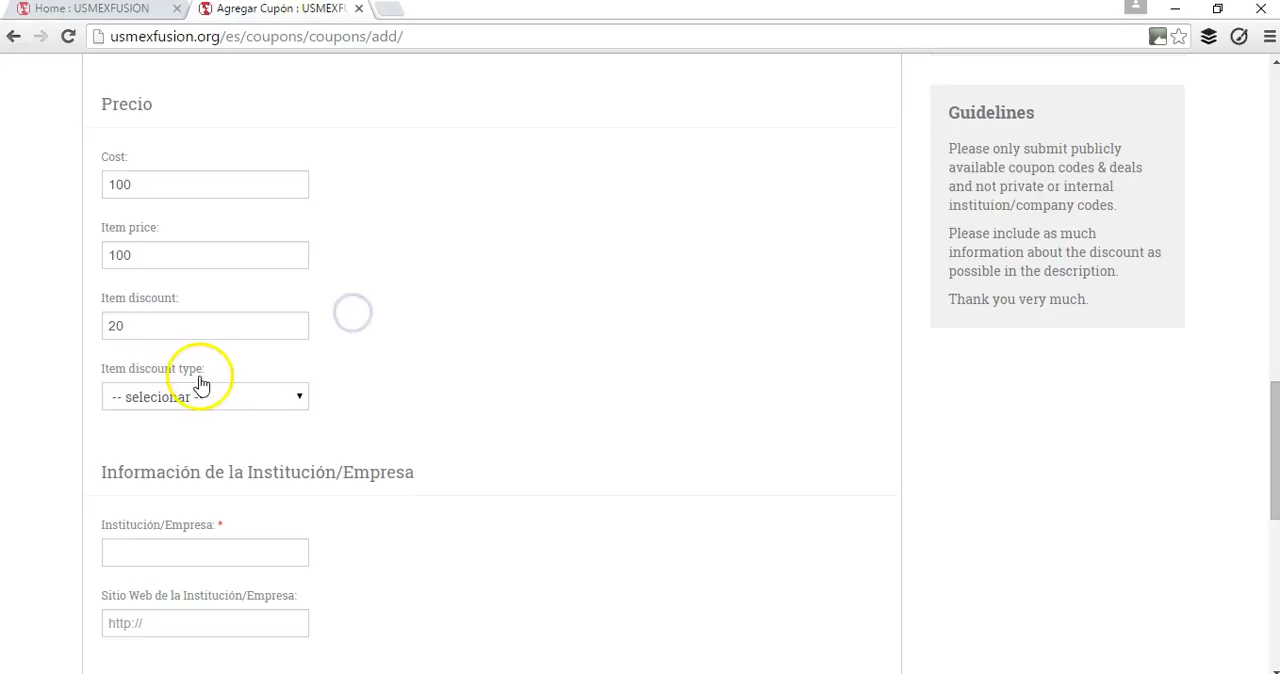 Home : USMEXFUSION
Agregar Cupón : USMEXFU
usmexfusion.org/es/coupons/coupons/add/
Precio
Cost:
100
Item price:
100
Item discount:
20
Item discount type:
-- selecionar --
Información de la Institución/Empresa
Institución/Empresa: *
Sitio Web de la Institución/Empresa:
http://
Guidelines
Please only submit publicly
available coupon codes & deals
and not private or internal
instituion/company codes.
Please include as much
information about the discount as
possible in the description.
Thank you very much.